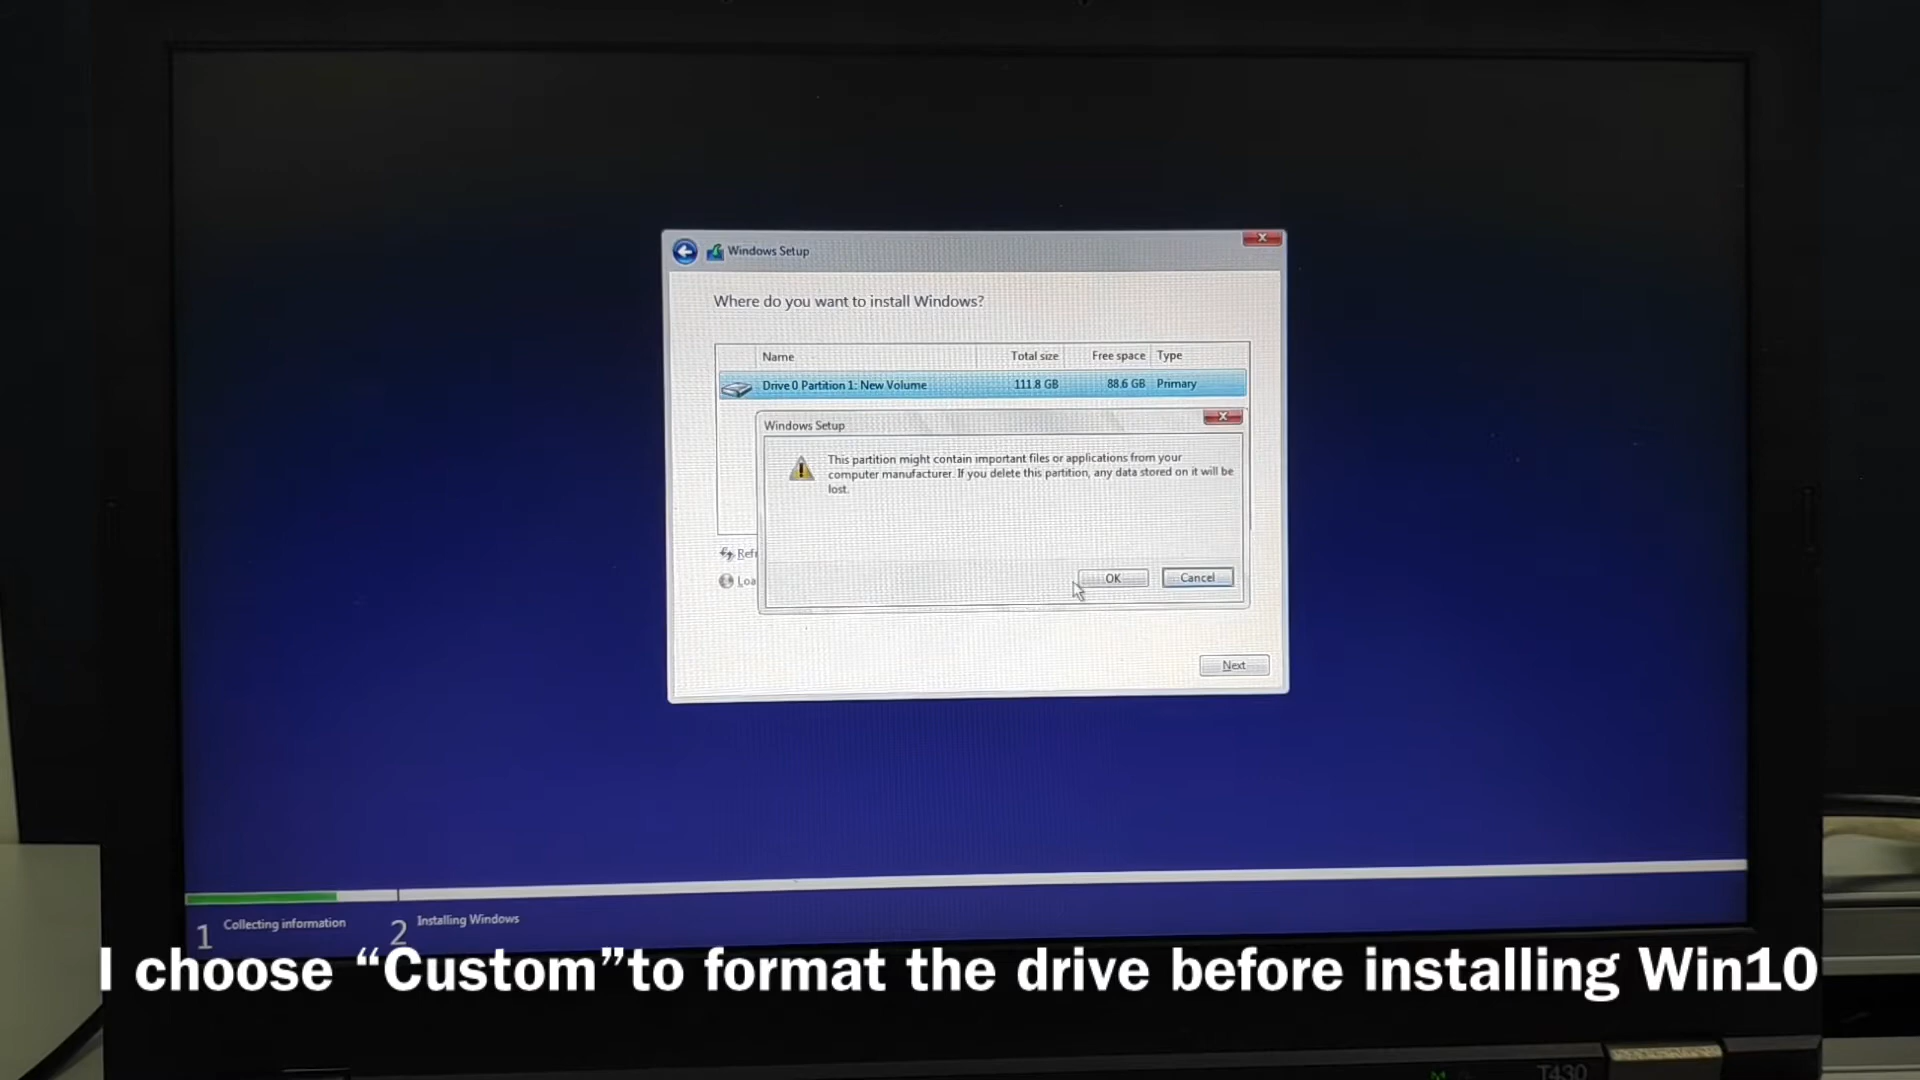 Windows Setup
Where do you want to install Windows?
Name Total size Free space Type
Drive 0 Partition 1: New Volume 111.8 GB 88.6 GB Primary
Windows Setup
This partition might contain important files or applications from your
computer manufacturer. If you delete this partition, any data stored on it will be
lost.
Refr
Loa
OK Cancel
Next
1 Collecting information 2 Installing Windows
I choose “Custom”to format the drive before installing Win10
T430